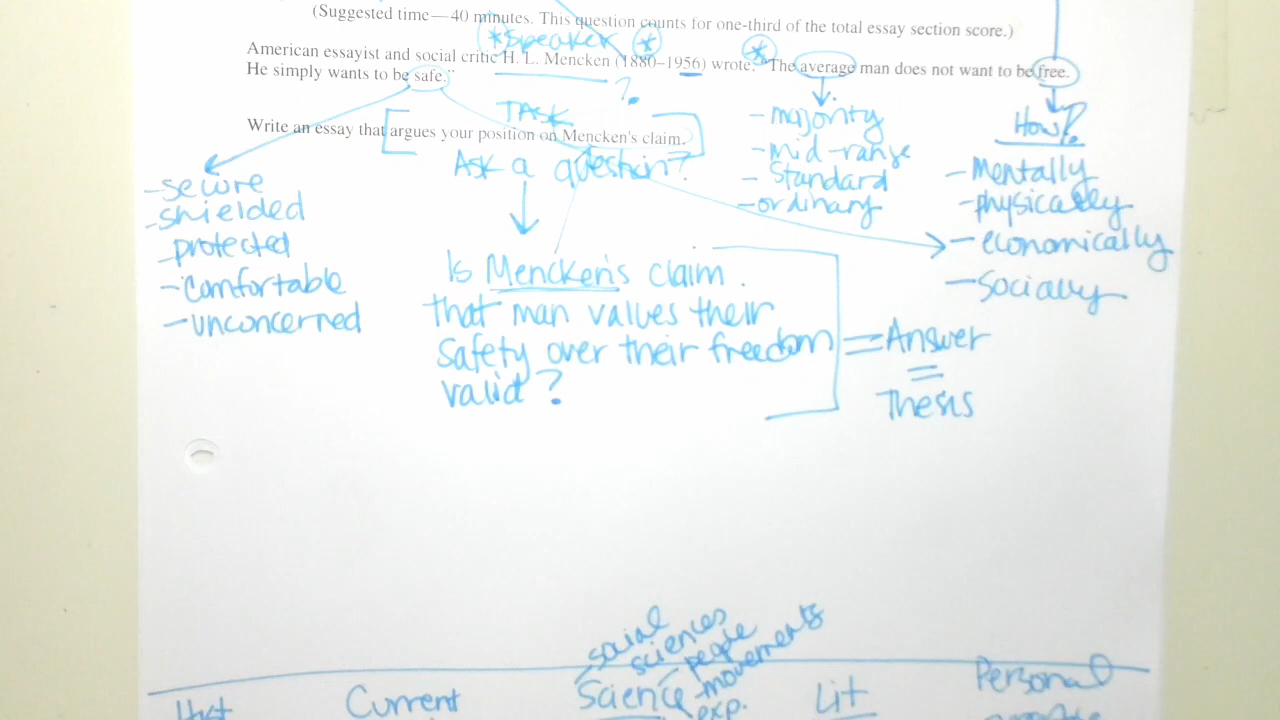 (Suggested time—40 minutes. This question counts for one-third of the total essay section score.)
*Speaker *
*
American essayist and social critic H. L. Mencken (1880–1956) wrote, "The average man does not want to be free.
He simply wants to be safe."
?
TASK
Write an essay that argues your position on Mencken's claim.
Ask a question?
- secure
- shielded
- protected
- comfortable
- unconcerned
- majority
- mid-range
- standard
- ordinary
How?
- mentally
- physically
- economically
- socially
Is Mencken's claim
that man values their
safety over their freedom
valid?
= Answer
=
Thesis
Hist
Current
Science
- social
sciences
- people
- movements
- exp.
Lit
Personal